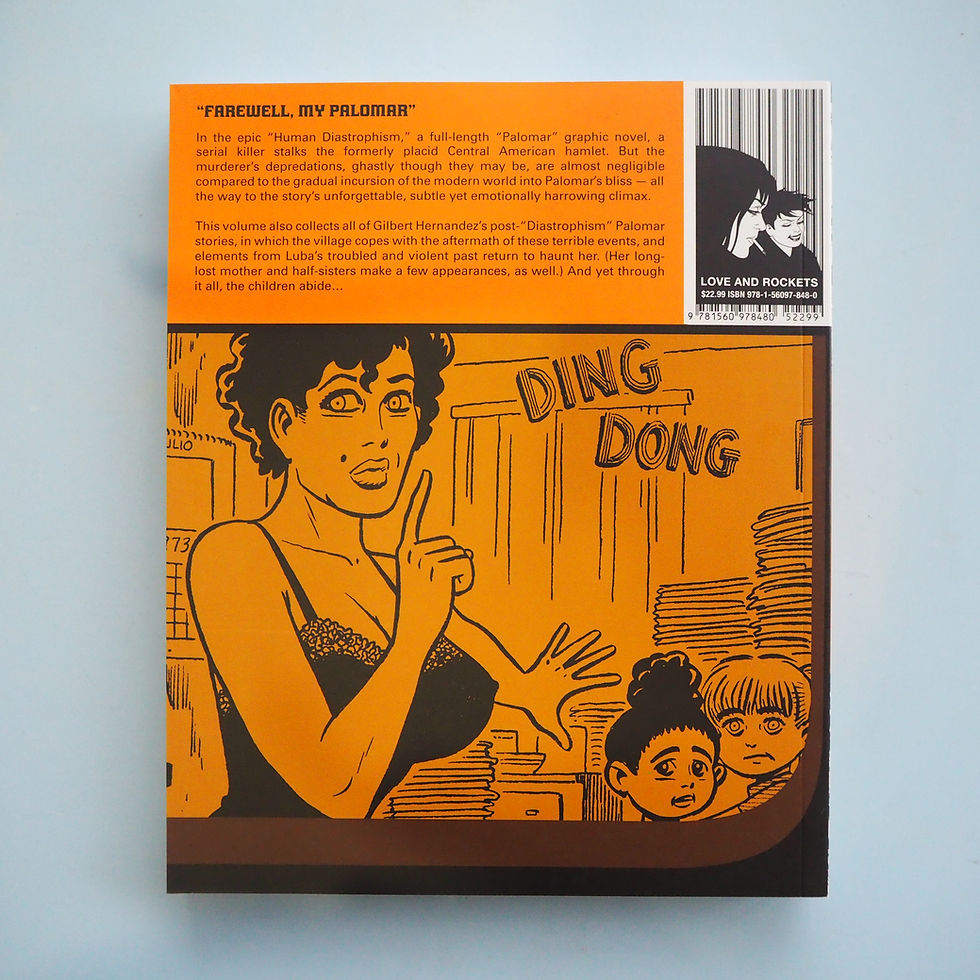 “FAREWELL, MY PALOMAR”
In the epic “Human Diastrophism,” a full-length “Palomar” graphic novel, a
serial killer stalks the formerly placid Central American hamlet. But the
murderer’s depredations, ghastly though they may be, are almost negligible
compared to the gradual incursion of the modern world into Palomar’s bliss — all
the way to the story’s unforgettable, subtle yet emotionally harrowing climax.
This volume also collects all of Gilbert Hernandez’s post-“Diastrophism” Palomar
stories, in which the village copes with the aftermath of these terrible events, and
elements from Luba’s troubled and violent past return to haunt her. (Her long-
lost mother and half-sisters make a few appearances, as well.) And yet through
it all, the children abide…
LOVE AND ROCKETS
$22.99 ISBN 978-1-56097-848-0
9 781560 978480 52299
DING
DONG
ULIO
773